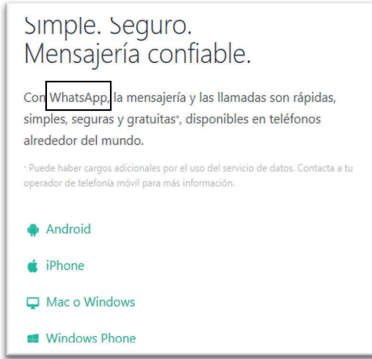 Simple. Seguro.
Mensajería confiable.
Con WhatsApp, la mensajería y las llamadas son rápidas,
simples, seguras y gratuitas*, disponibles en teléfonos
alrededor del mundo.
* Puede haber cargos adicionales por el uso del servicio de datos. Contacta a tu
operador de telefonía móvil para más información.
Android
iPhone
Mac o Windows
Windows Phone